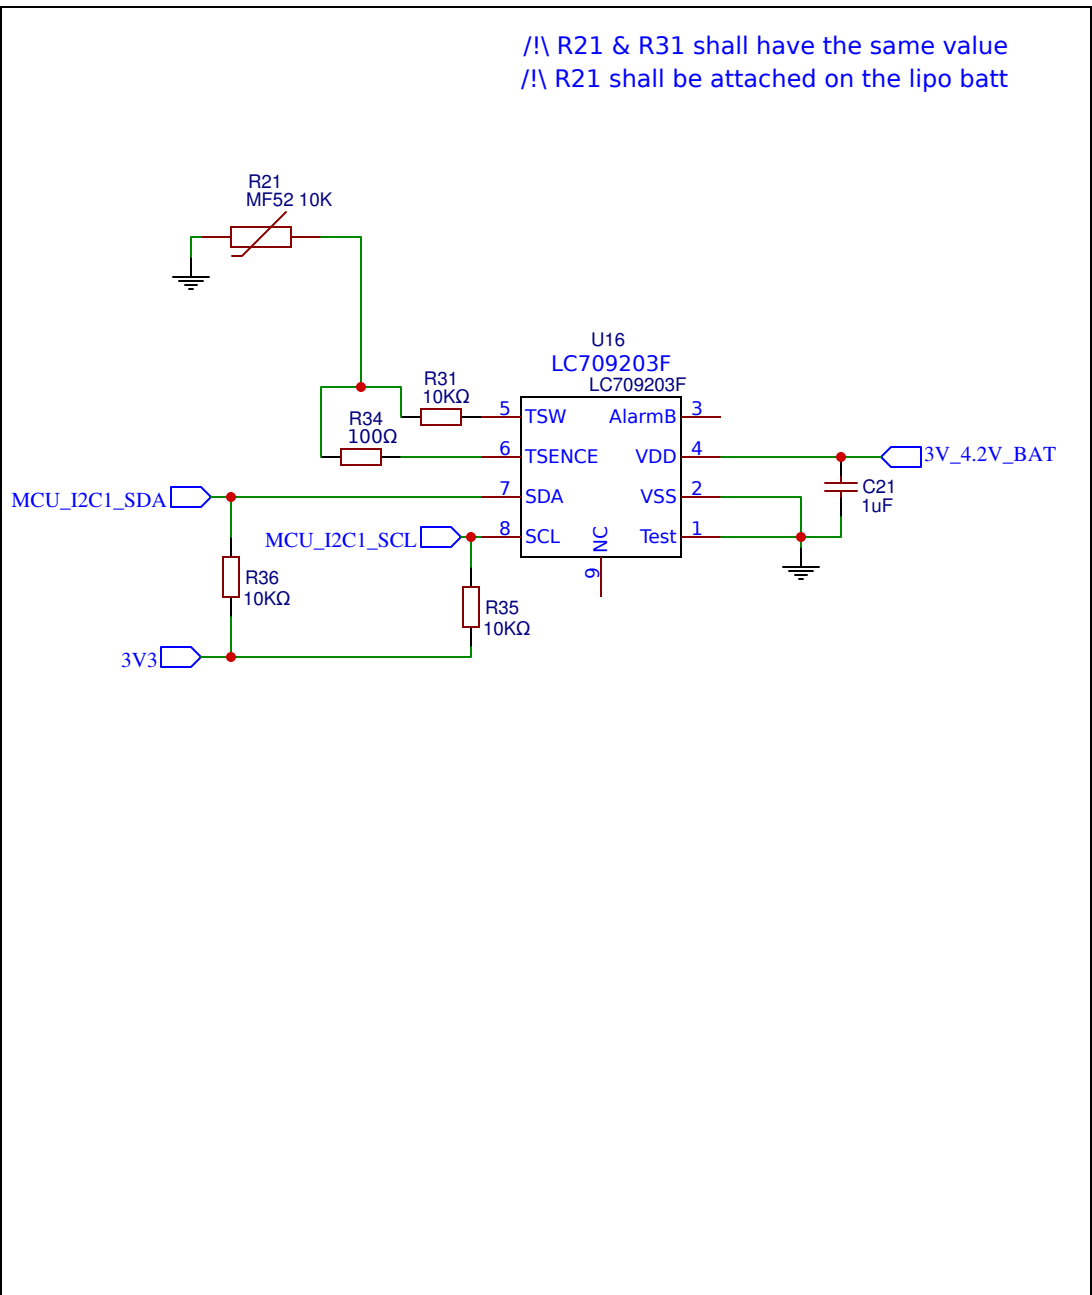 /!\ R21 & R31 shall have the same value
/!\ R21 shall be attached on the lipo batt
R21
MF52 10K
U16
LC709203F
LC709203F
R31
10KΩ
R34
100Ω
5 TSW
AlarmB 3
6 TSENCE
VDD 4
3V_4.2V_BAT
MCU_I2C1_SDA
7 SDA
VSS 2
C21
1uF
MCU_I2C1_SCL
8 SCL
NC
9
Test 1
R36
10KΩ
R35
10KΩ
3V3